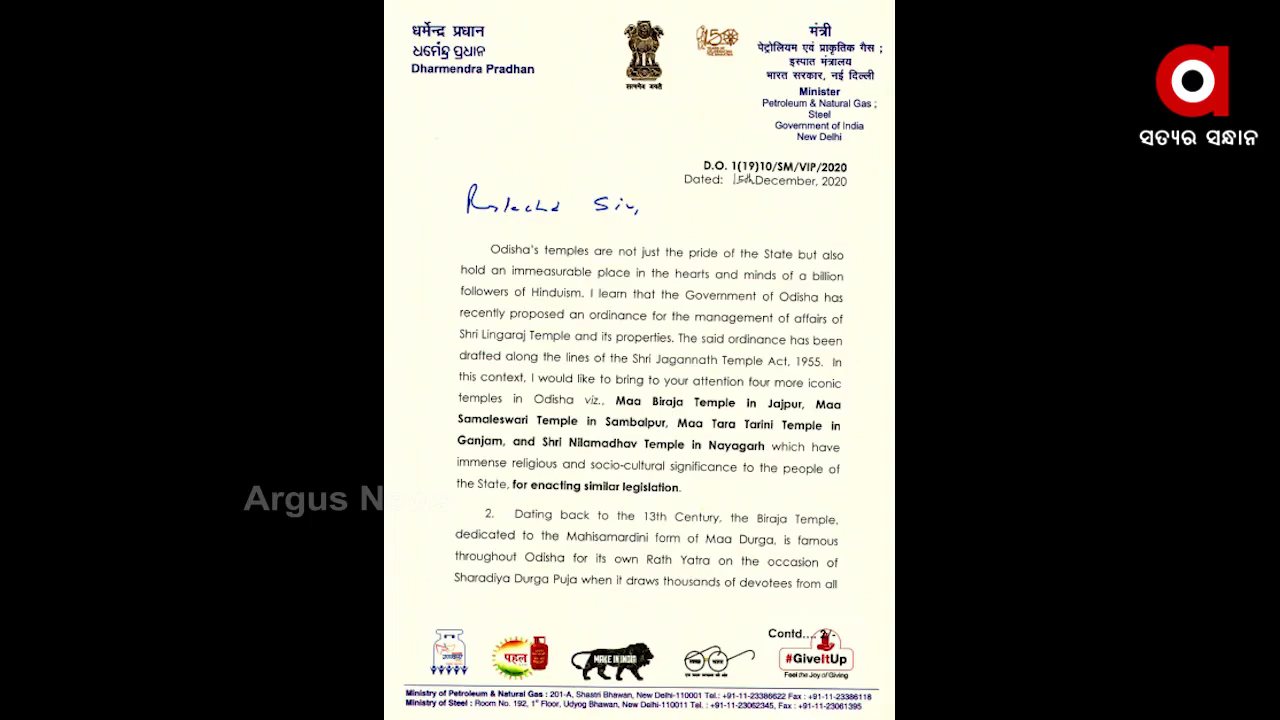 धर्मेन्द्र प्रधान
ଧର୍ମେନ୍ଦ୍ର ପ୍ରଧାନ
Dharmendra Pradhan
सत्यमेव जयते
150
मंत्री
पेट्रोलियम एवं प्राकृतिक गैस ;
इस्पात मंत्रालय
भारत सरकार, नई दिल्ली
Minister
Petroleum & Natural Gas ;
Steel
Government of India
New Delhi
ସତ୍ୟର ସନ୍ଧାନ
D.O. 1(19)10/SM/VIP/2020
Dated: 15th December, 2020
Sir,
Odisha's temples are not just the pride of the State but also
hold an immeasurable place in the hearts and minds of a billion
followers of Hinduism. I learn that the Government of Odisha has
recently proposed an ordinance for the management of affairs of
Shri Lingaraj Temple and its properties. The said ordinance has been
drafted along the lines of the Shri Jagannath Temple Act, 1955. In
this context, I would like to bring to your attention four more iconic
temples in Odisha viz., Maa Biraja Temple in Jajpur, Maa
Samaleswari Temple in Sambalpur, Maa Tara Tarini Temple in
Ganjam, and Shri Nilamadhav Temple in Nayagarh which have
immense religious and socio-cultural significance to the people of
the State, for enacting similar legislation.
Argus News
2. Dating back to the 13th Century, the Biraja Temple,
dedicated to the Mahisamardini form of Maa Durga, is famous
throughout Odisha for its own Rath Yatra on the occasion of
Sharadiya Durga Puja when it draws thousands of devotees from all
Contd.... 2/-
पहल
MAKE IN INDIA
#GiveItUp
Feel the Joy of Giving
Ministry of Petroleum & Natural Gas : 201-A, Shastri Bhawan, New Delhi-110001 Tel.: +91-11-23386622 Fax : +91-11-23386118
Ministry of Steel : Room No. 192, 1st Floor, Udyog Bhawan, New Delhi-110011 Tel. : +91-11-23062345, Fax : +91-11-23061395